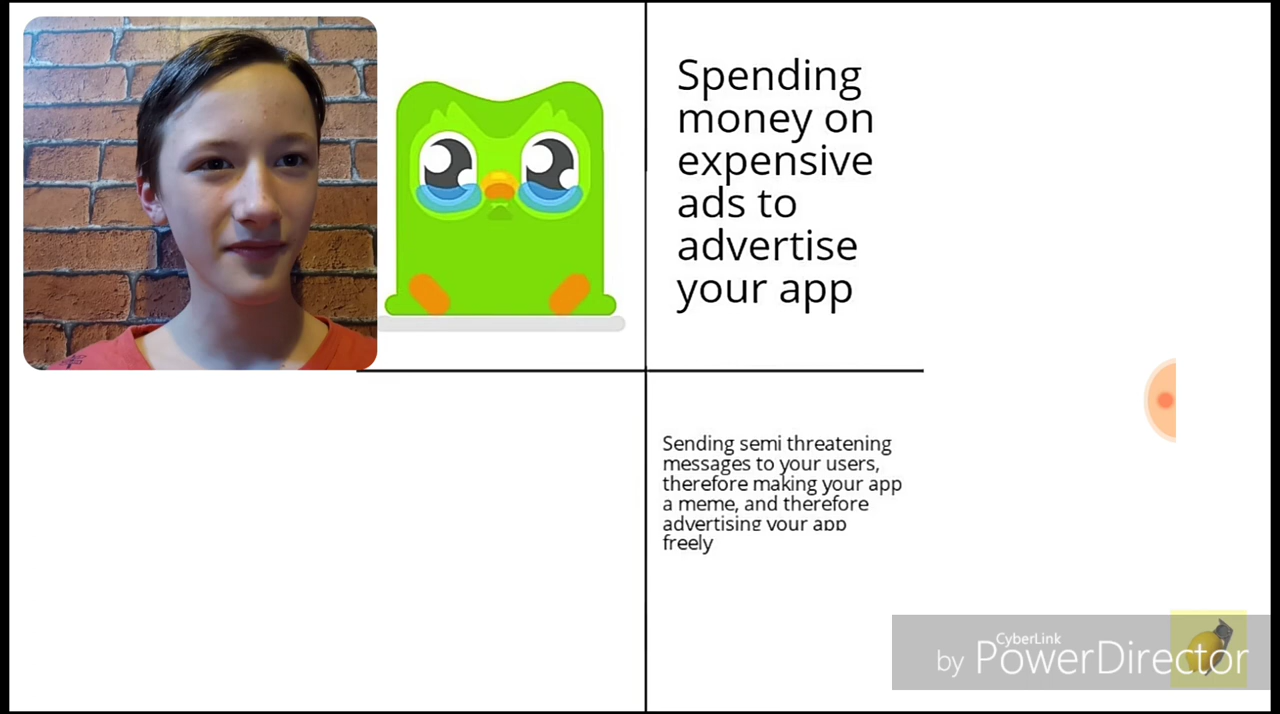 Spending
money on
expensive
ads to
advertise
your app
Sending semi threatening
messages to your users,
therefore making your app
a meme, and therefore
advertising your app
freely
CyberLink
by PowerDirector